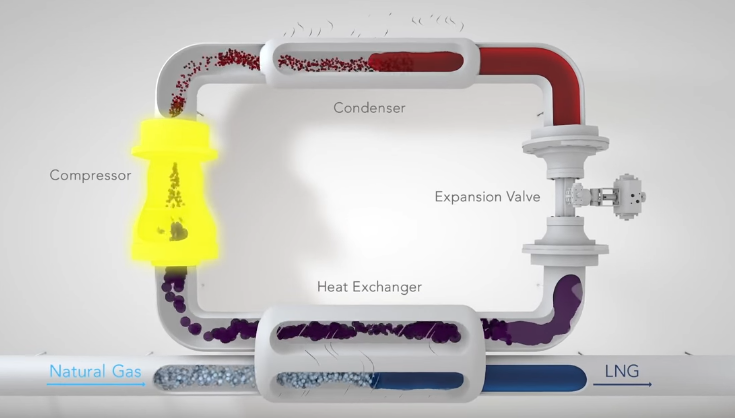 Condenser
Compressor
Expansion Valve
Heat Exchanger
Natural Gas
LNG